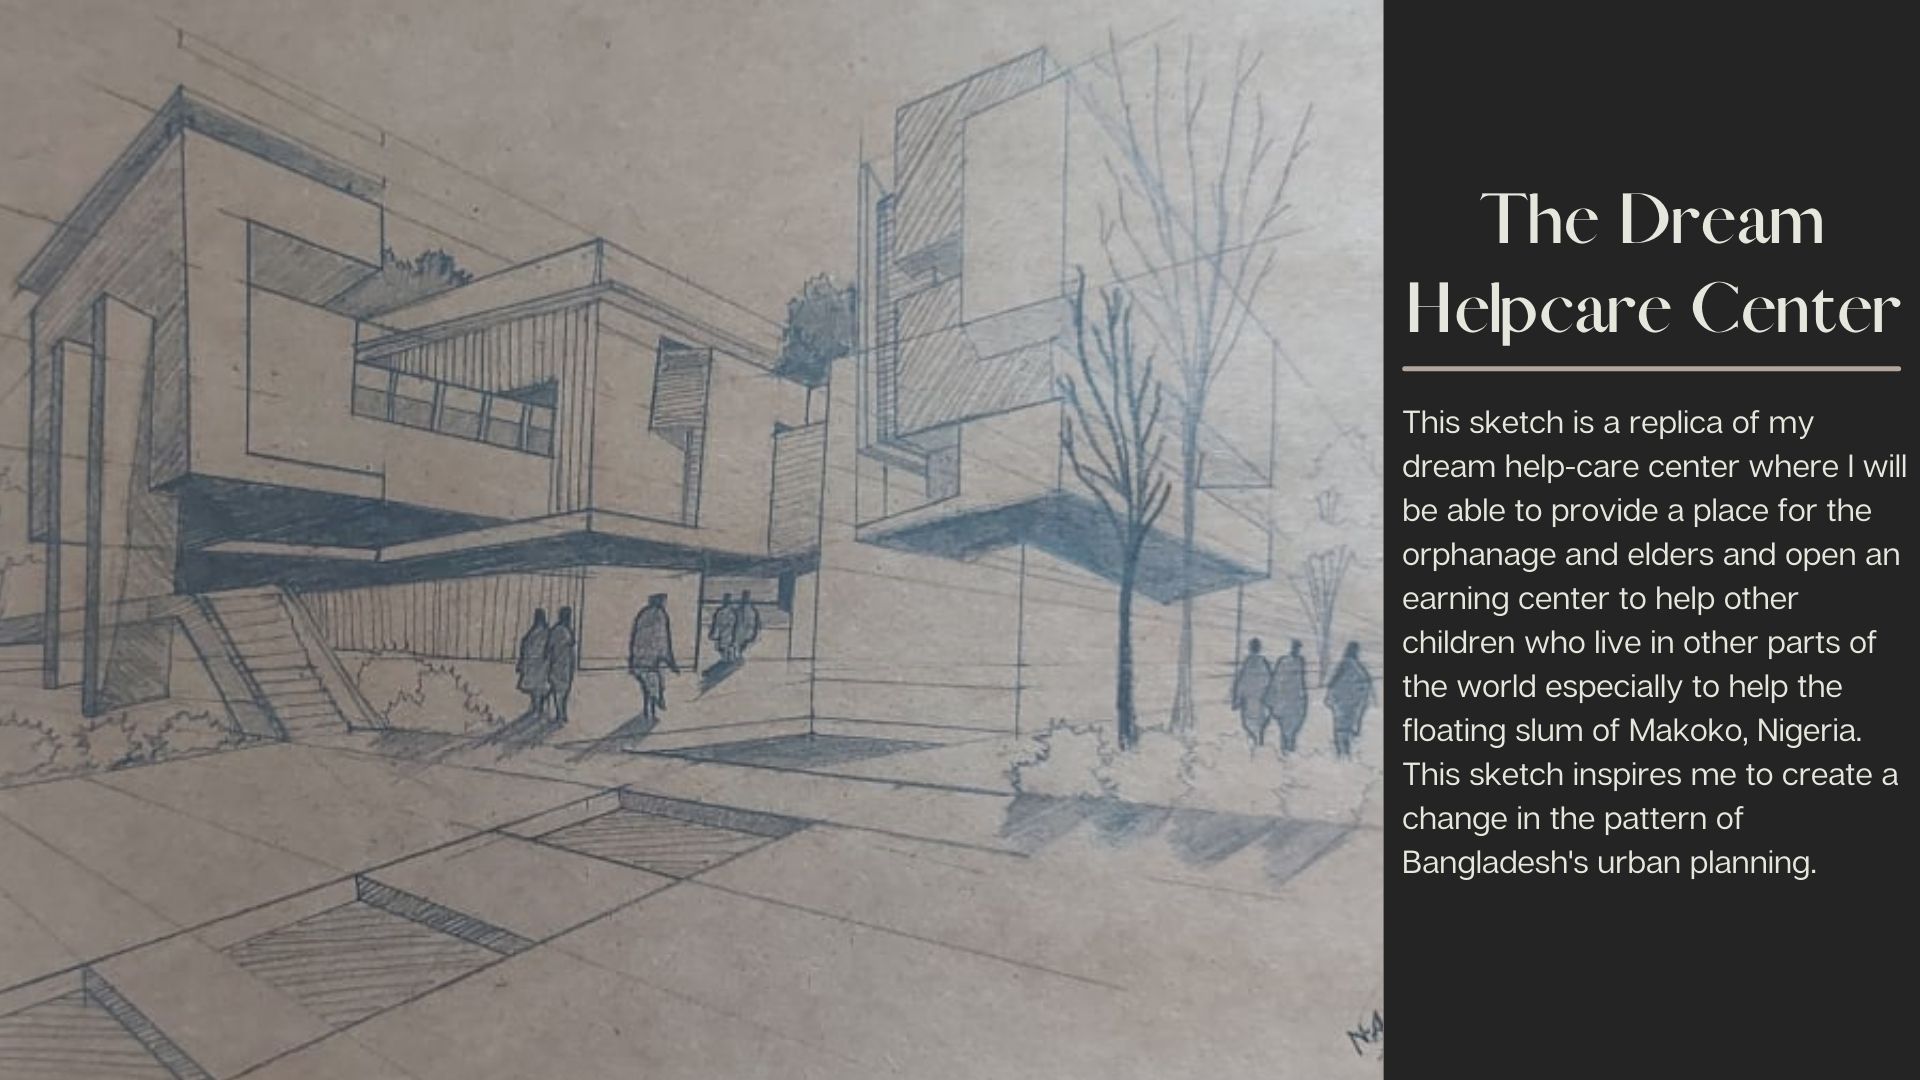 The Dream
Helpcare Center
This sketch is a replica of my
dream help-care center where I will
be able to provide a place for the
orphanage and elders and open an
earning center to help other
children who live in other parts of
the world especially to help the
floating slum of Makoko, Nigeria.
This sketch inspires me to create a
change in the pattern of
Bangladesh's urban planning.